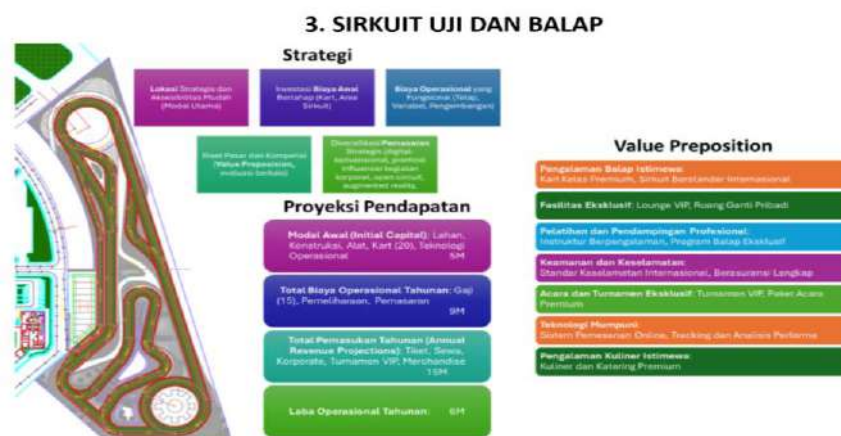 3. SIRKUIT UJI DAN BALAP
Strategi
Lokasi Strategis dan
Aksesibilitas Mudah
(Modal Utama)
Investasi Biaya Awal
Bertahap (Kart, Area
Sirkuit)
Biaya Operasional yang
Fungsional (Tetap,
Variabel, Pengembangan)
Riset Pasar dan Kompetisi
(Value Proposision,
evaluasi berkala)
Diversifikasi Pemasaran
Strategis (digital
konvensional, promosi
influencer, kegiatan
korporat, open circuit,
augmented reality,
Proyeksi Pendapatan
Modal Awal (Initial Capital): Lahan,
Konstruksi, Alat, Kart (20), Teknologi
Operasional 5M
Total Biaya Operasional Tahunan: Gaji
(15), Pemeliharaan, Pemasaran
9M
Total Pemasukan Tahunan (Annual
Revenue Projections): Tiket, Sewa,
Korporate, Turnamen VIP, Merchandise
15M
Laba Operasional Tahunan: 6M
Value Preposition
Pengalaman Balap Istimewa:
Kart Kelas Premium, Sirkuit Berstander Internasional
Fasilitas Eksklusif: Lounge VIP, Ruang Ganti Pribadi
Pelatihan dan Pendampingan Profesional:
Instruktur Berpengalaman, Program Balap Eksklusif
Keamanan dan Keselamatan:
Standar Keselamatan Internasional, Berasuransi Lengkap
Acara dan Turnamen Eksklusif: Turnamen VIP, Paket Acara
Premium
Teknologi Mumpuni:
Sistem Pemesanan Online, Tracking dan Analisis Performa
Pengalaman Kuliner Istimewa:
Kuliner dan Katering Premium